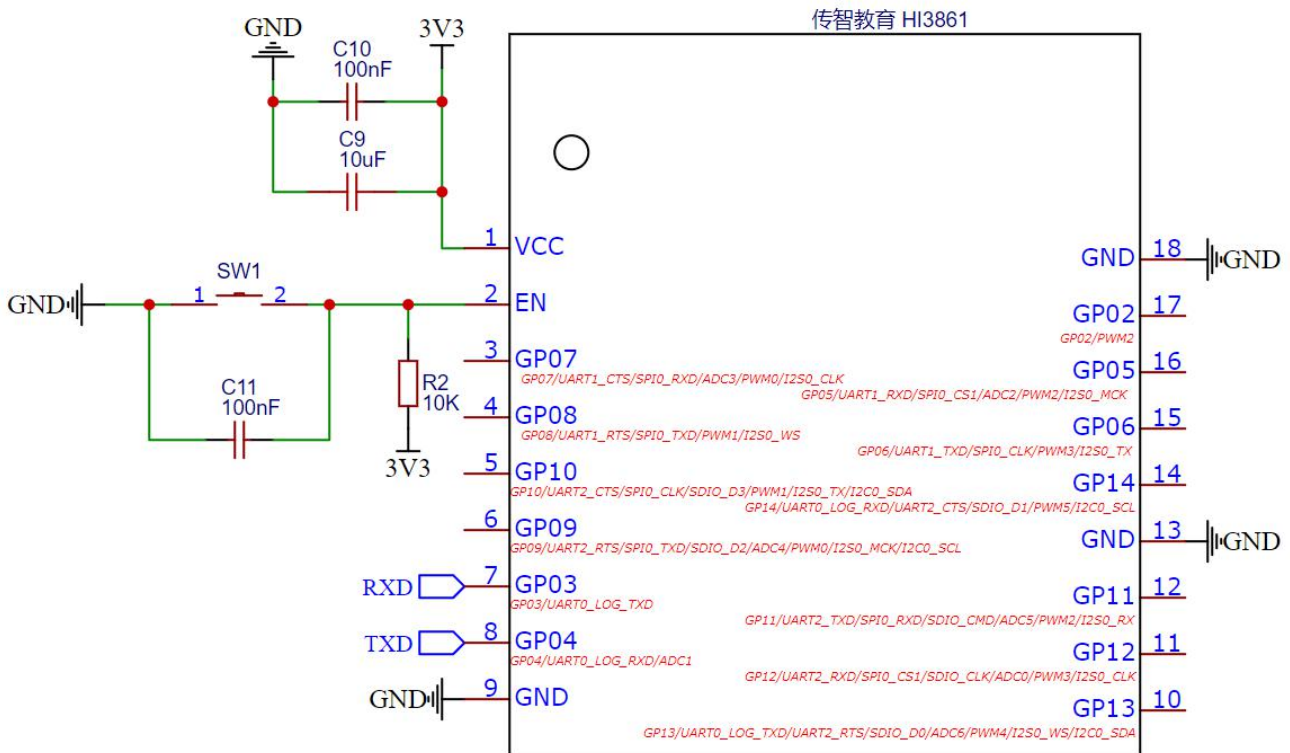 传智教育 HI3861
GND
3V3
C10
100nF
C9
10uF
1
VCC
GND
SW1
1
2
2
EN
C11
100nF
R2
10K
3V3
3
GP07
GP07/UART1_CTS/SPI0_RXD/ADC3/PWM0/I2S0_CLK
4
GP08
GP08/UART1_RTS/SPI0_TXD/PWM1/I2S0_WS
5
GP10
GP10/UART2_CTS/SPI0_CLK/SDIO_D3/PWM1/I2S0_TX/I2C0_SDA
6
GP09
GP09/UART2_RTS/SPI0_TXD/SDIO_D2/ADC4/PWM0/I2S0_MCK/I2C0_SCL
RXD
7
GP03
GP03/UART0_LOG_TXD
TXD
8
GP04
GP04/UART0_LOG_RXD/ADC1
GND
9
GND
GND
18
GND
GP02
17
GP02/PWM2
GP05
16
GP05/UART1_RXD/SPI0_CS1/ADC2/PWM2/I2S0_MCK
GP06
15
GP06/UART1_TXD/SPI0_CLK/PWM3/I2S0_TX
GP14
14
GP14/UART0_LOG_RXD/UART2_CTS/SDIO_D1/PWM5/I2C0_SCL
GND
13
GND
GP11
12
GP11/UART2_TXD/SPI0_RXD/SDIO_CMD/ADC5/PWM2/I2S0_RX
GP12
11
GP12/UART2_RXD/SPI0_CS1/SDIO_CLK/ADC0/PWM3/I2S0_CLK
GP13
10
GP13/UART0_LOG_TXD/UART2_RTS/SDIO_D0/ADC6/PWM4/I2S0_WS/I2C0_SDA